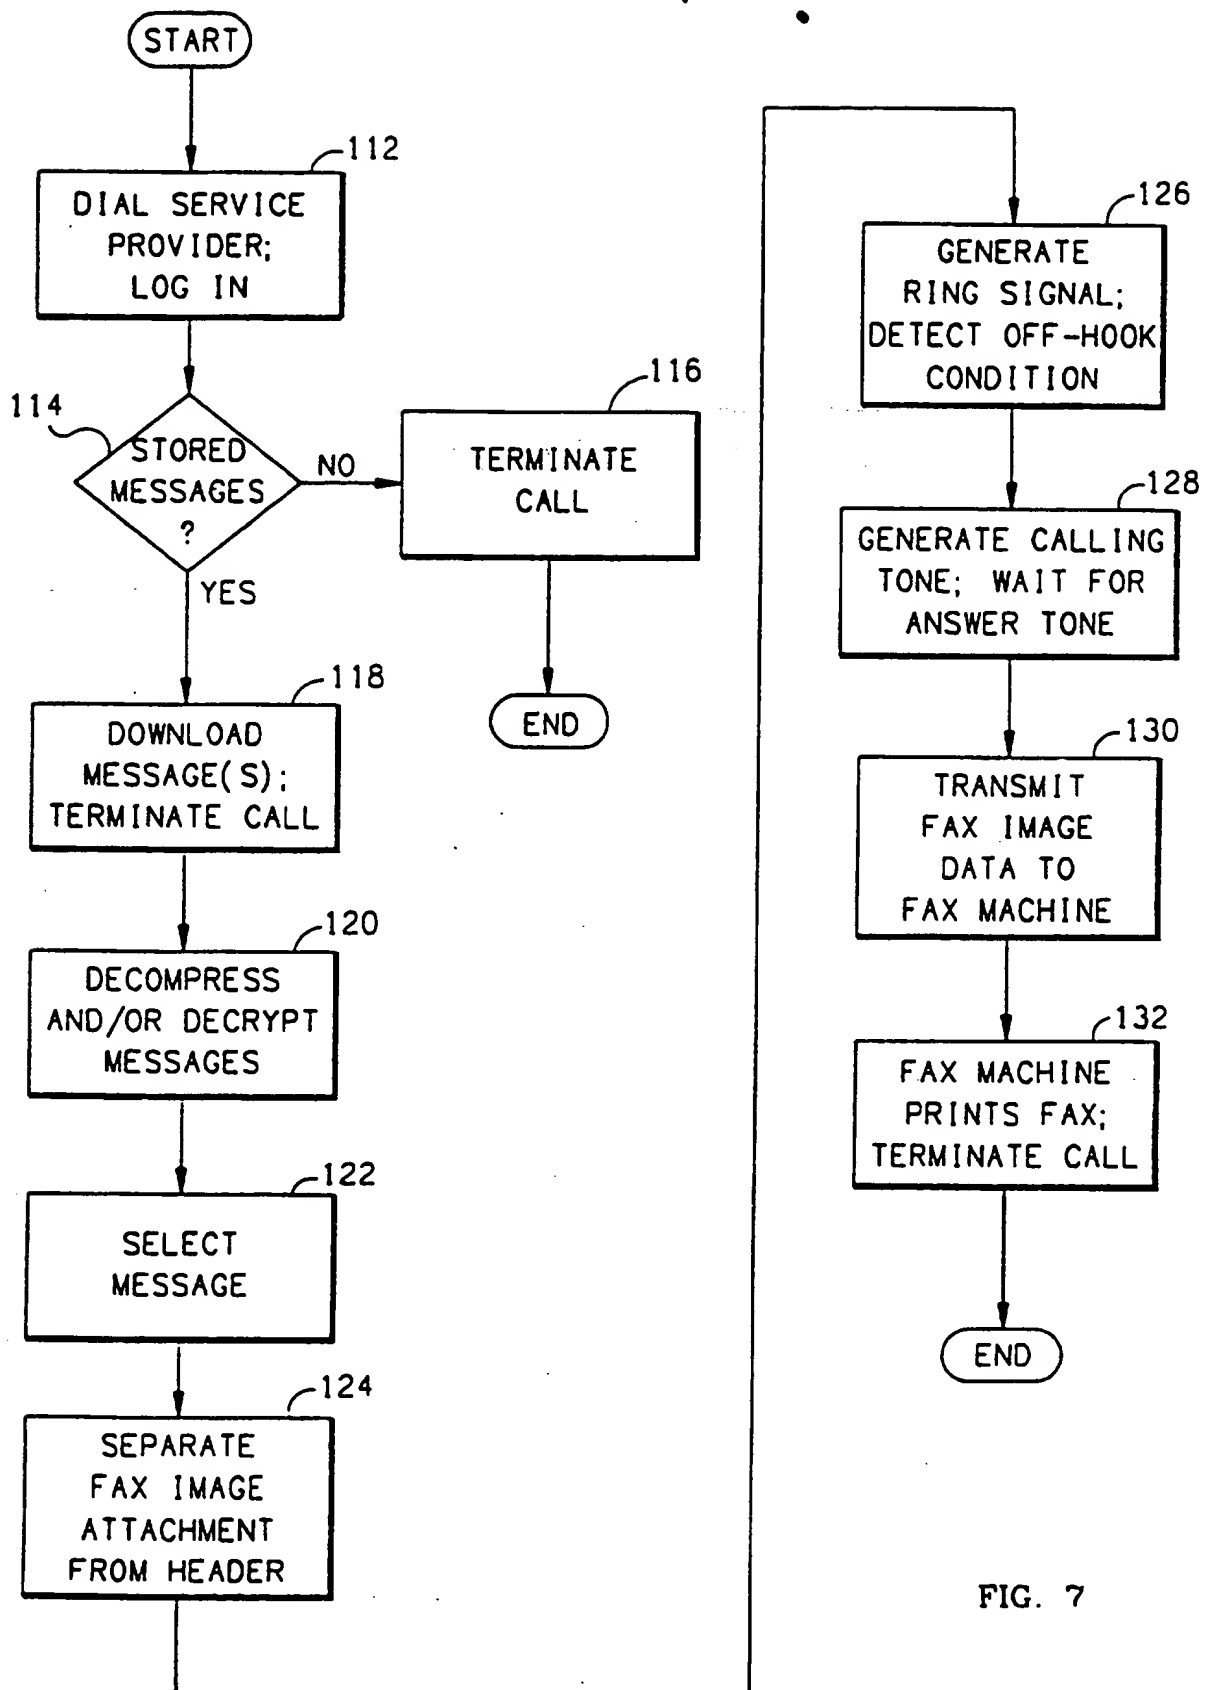 START
112
DIAL SERVICE
PROVIDER;
LOG IN
114
STORED
MESSAGES
?
NO
YES
116
TERMINATE
CALL
END
118
DOWNLOAD
MESSAGE(S);
TERMINATE CALL
120
DECOMPRESS
AND/OR DECRYPT
MESSAGES
122
SELECT
MESSAGE
124
SEPARATE
FAX IMAGE
ATTACHMENT
FROM HEADER
126
GENERATE
RING SIGNAL;
DETECT OFF-HOOK
CONDITION
128
GENERATE CALLING
TONE; WAIT FOR
ANSWER TONE
130
TRANSMIT
FAX IMAGE
DATA TO
FAX MACHINE
132
FAX MACHINE
PRINTS FAX;
TERMINATE CALL
END
FIG. 7